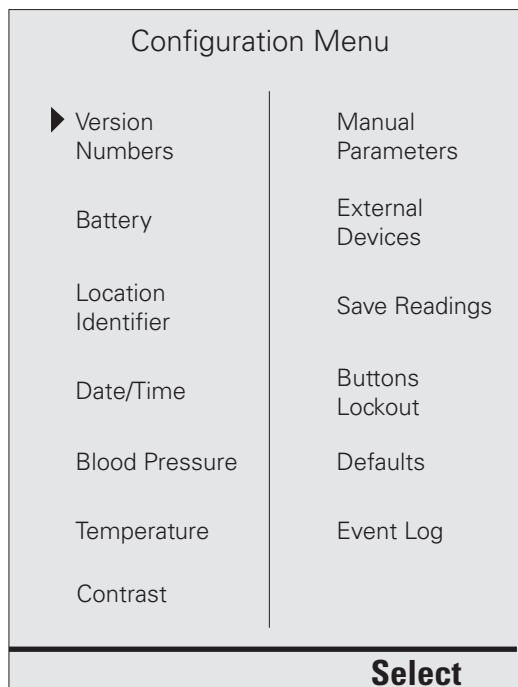 Configuration Menu
Version
Numbers
Battery
Location
Identifier
Date/Time
Blood Pressure
Temperature
Contrast
Manual
Parameters
External
Devices
Save Readings
Buttons
Lockout
Defaults
Event Log
Select